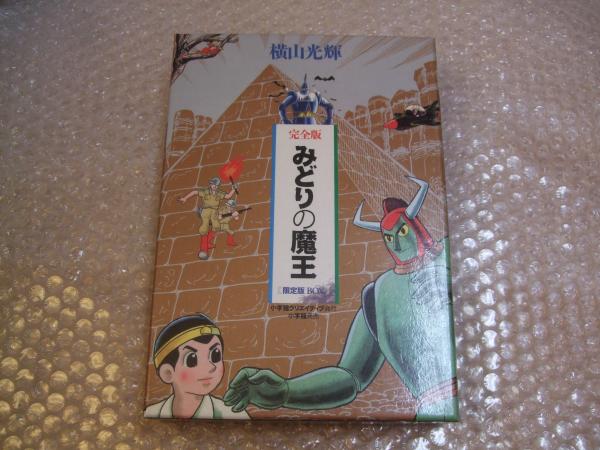 横山光輝
完全版
みどりの魔王
限定版 BOX
小学館クリエイティブ発行
小学館発売